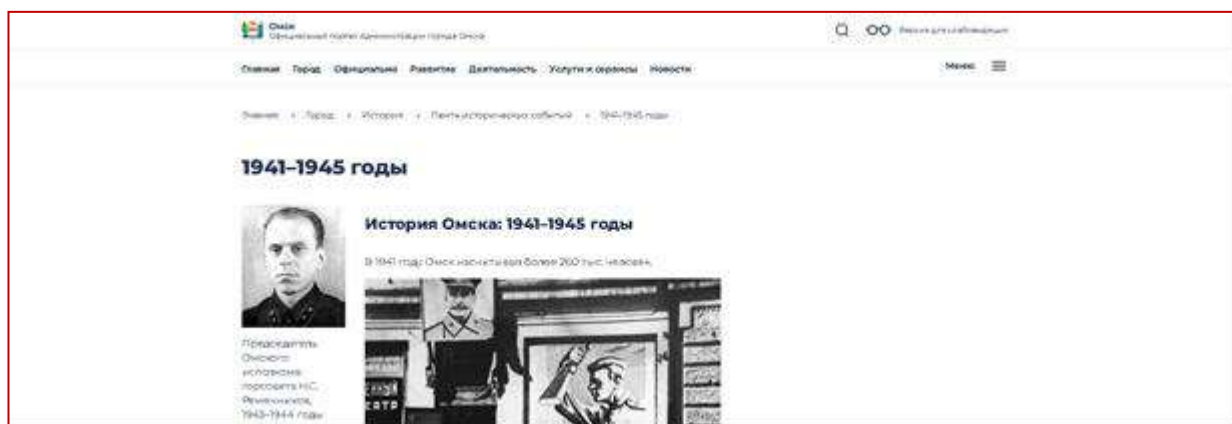 Омск
Официальный портал Администрации города Омска
Версия для слабовидящих
Главная Город Официально Развитие Деятельность Услуги и сервисы Новости
Меню
Главная Город История Лента исторических событий 1941–1945 годы
1941–1945 годы
История Омска: 1941–1945 годы
В 1941 году Омск насчитывал более 260 тыс. человек.
Председатель
Омского
исполкома
горсовета Н.С.
1943–1944 годы